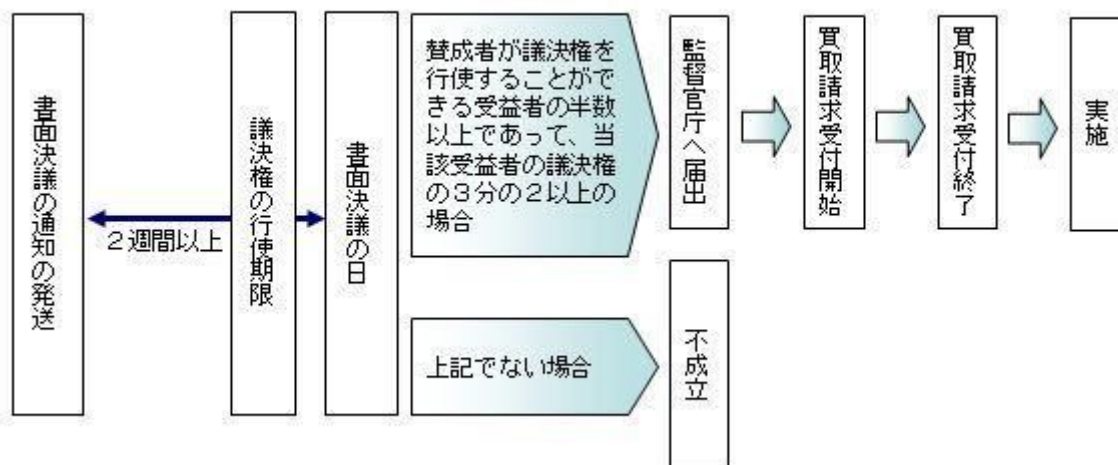 書面決議の通知の発送
２週間以上
議決権の行使期限
書面決議の日
賛成者が議決権を
行使することがで
きる受益者の半数
以上であって、当
該受益者の議決権
の３分の２以上の
場合
監督官庁へ届出
買取請求受付開始
買取請求受付終了
実施
上記でない場合
不成立